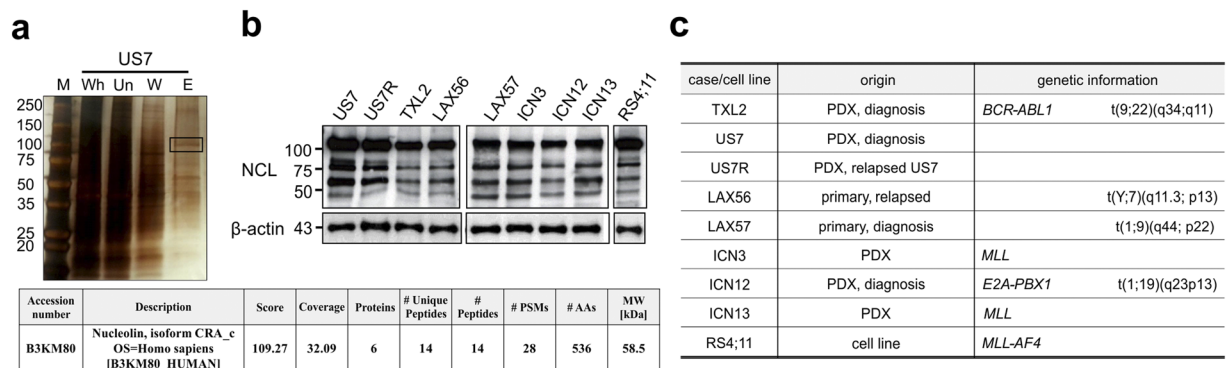 a
US7
M Wh Un W E
250
150
100
75
50
35
25
20
Accession number Description Score Coverage Proteins # Unique Peptides # Peptides # PSMs # AAs MW [kDa]
B3KM80 Nucleolin, isoform CRA_c OS=Homo sapiens [B3KM80_HUMAN] 109.27 32.09 6 14 14 28 536 58.5
b
US7 US7R TXL2 LAX56 LAX57 ICN3 ICN12 ICN13 RS4;11
NCL
100
75
50
β-actin 43
c
case/cell line origin genetic information
TXL2 PDX, diagnosis BCR-ABL1 t(9;22)(q34;q11)
US7 PDX, diagnosis
US7R PDX, relapsed US7
LAX56 primary, relapsed t(Y;7)(q11.3; p13)
LAX57 primary, diagnosis t(1;9)(q44; p22)
ICN3 PDX MLL
ICN12 PDX, diagnosis E2A-PBX1 t(1;19)(q23p13)
ICN13 PDX MLL
RS4;11 cell line MLL-AF4